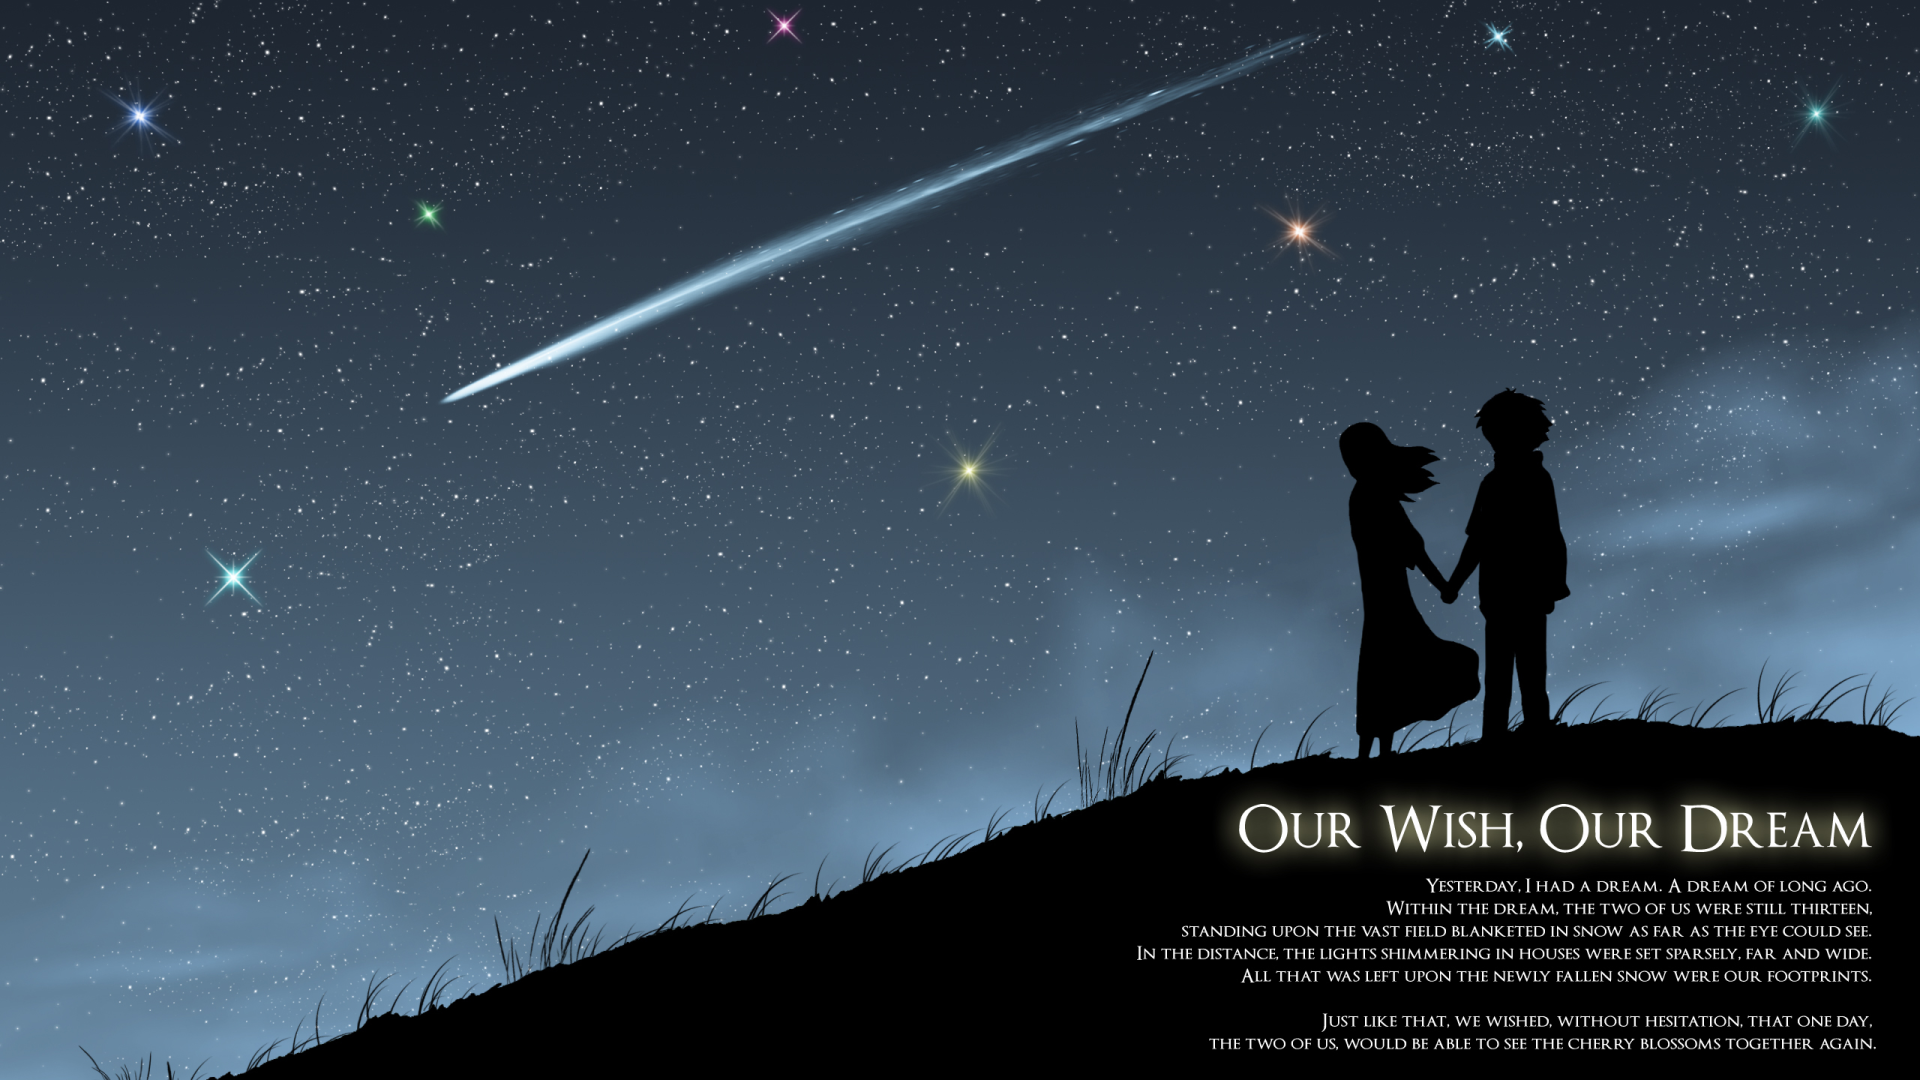 Our Wish, Our Dream
Yesterday, I had a dream. A dream of long ago.
Within the dream, the two of us were still thirteen,
standing upon the vast field blanketed in snow as far as the eye could see.
In the distance, the lights shimmering in houses were set sparsely, far and wide.
All that was left upon the newly fallen snow were our footprints.
Just like that, we wished, without hesitation, that one day,
the two of us, would be able to see the cherry blossoms together again.